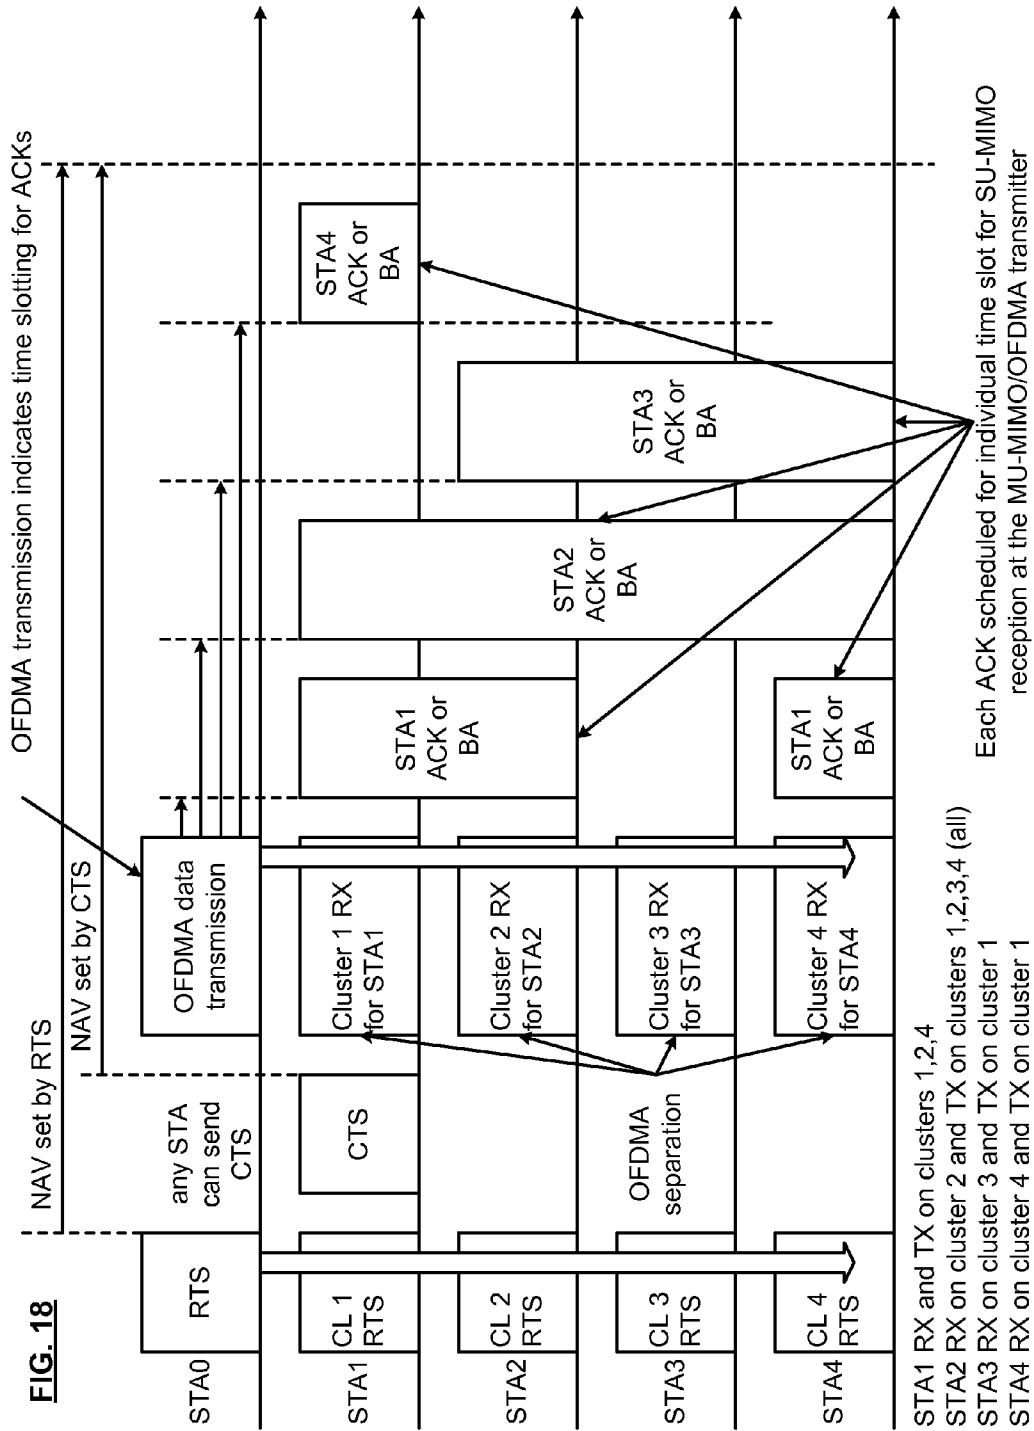 FIG. 18
OFDMA transmission indicates time slotting for ACKs
NAV set by RTS
NAV set by CTS
STA0
RTS
any STA
can send
CTS
OFDMA data
transmission
STA1
CL 1
RTS
CTS
Cluster 1 RX
for STA1
STA1
ACK or
BA
STA4
ACK or
BA
STA2
CL 2
RTS
Cluster 2 RX
for STA2
STA2
ACK or
BA
STA3
CL 3
RTS
OFDMA
separation
Cluster 3 RX
for STA3
STA3
ACK or
BA
STA4
CL 4
RTS
Cluster 4 RX
for STA4
STA1
ACK or
BA
STA1 RX and TX on clusters 1,2,4
STA2 RX on cluster 2 and TX on clusters 1,2,3,4 (all)
STA3 RX on cluster 3 and TX on cluster 1
STA4 RX on cluster 4 and TX on cluster 1
Each ACK scheduled for individual time slot for SU-MIMO
reception at the MU-MIMO/OFDMA transmitter